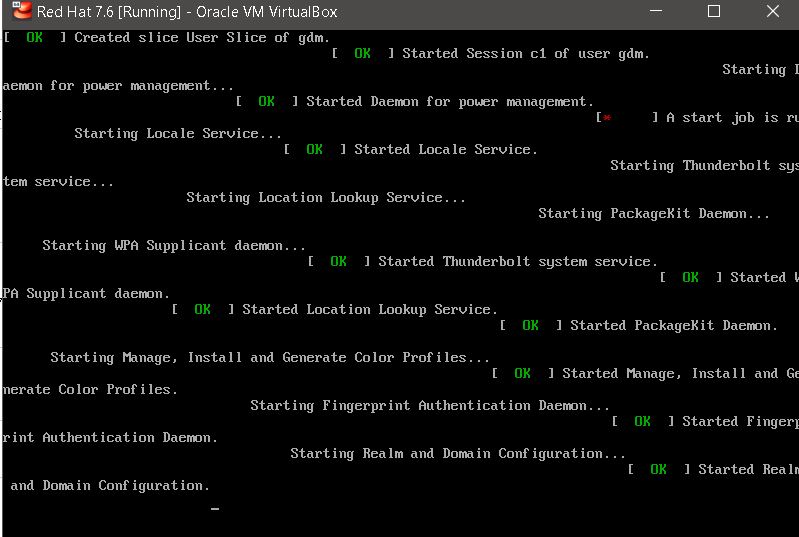 Red Hat 7.6 [Running] - Oracle VM VirtualBox
[  OK  ] Created slice User Slice of gdm.
[  OK  ] Started Session c1 of user gdm.
Starting
aemon for power management...
[  OK  ] Started Daemon for power management.
[*     ] A start job is ru
Starting Locale Service...
[  OK  ] Started Locale Service.
Starting Thunderbolt sys
tem service...
Starting Location Lookup Service...
Starting PackageKit Daemon...
Starting WPA Supplicant daemon...
[  OK  ] Started Thunderbolt system service.
[  OK  ] Started W
PA Supplicant daemon.
[  OK  ] Started Location Lookup Service.
[  OK  ] Started PackageKit Daemon.
Starting Manage, Install and Generate Color Profiles...
[  OK  ] Started Manage, Install and Ge
nerate Color Profiles.
Starting Fingerprint Authentication Daemon...
[  OK  ] Started Fingerp
rint Authentication Daemon.
Starting Realm and Domain Configuration...
[  OK  ] Started Realm
and Domain Configuration.